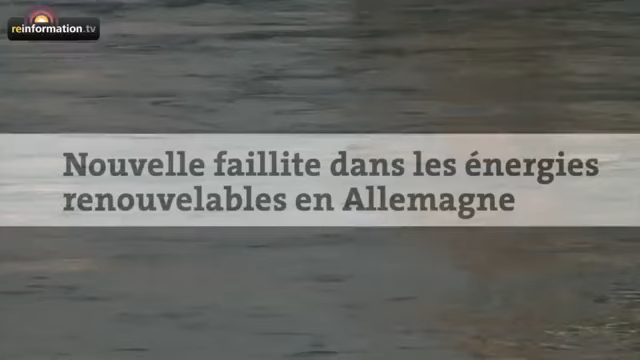 reinformation.tv
Nouvelle faillite dans les énergies
renouvelables en Allemagne